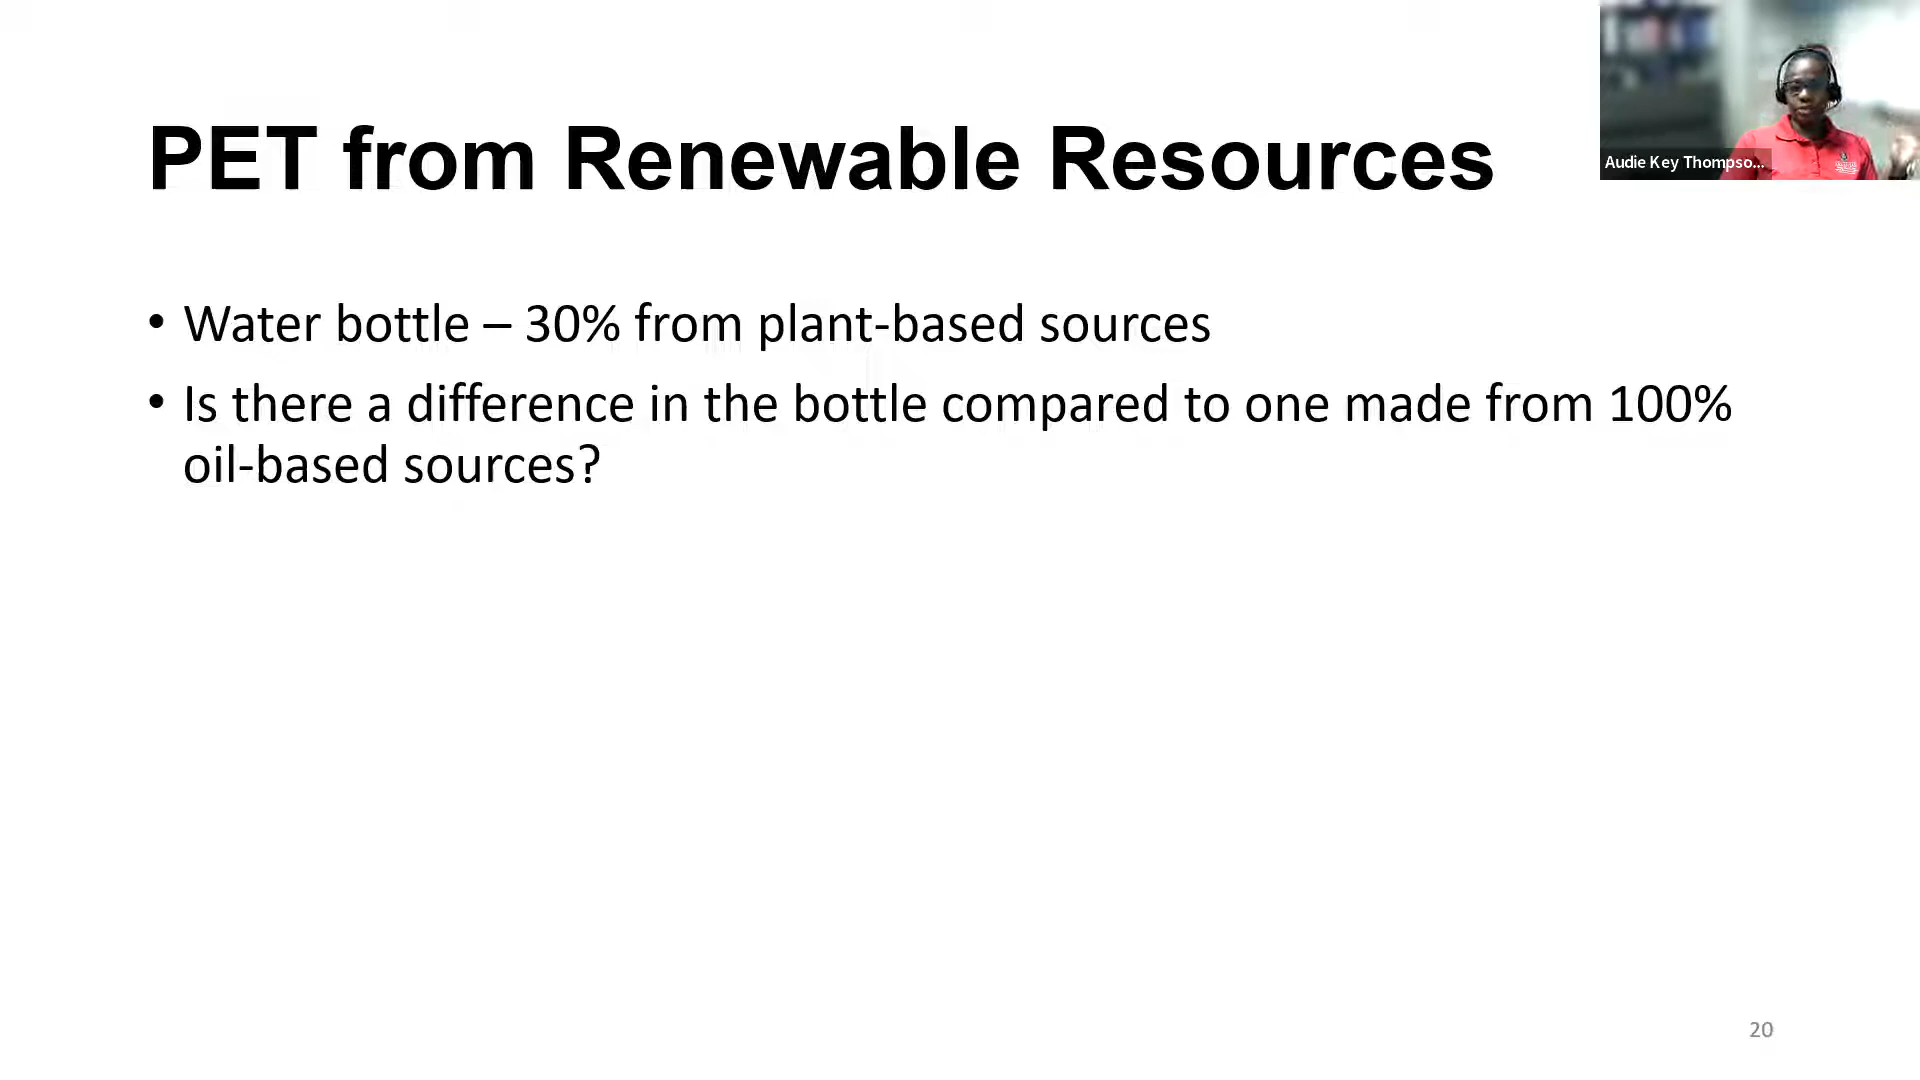 PET from Renewable Resources
Audie Key Thompso...
• Water bottle – 30% from plant-based sources
• Is there a difference in the bottle compared to one made from 100%
oil-based sources?
20